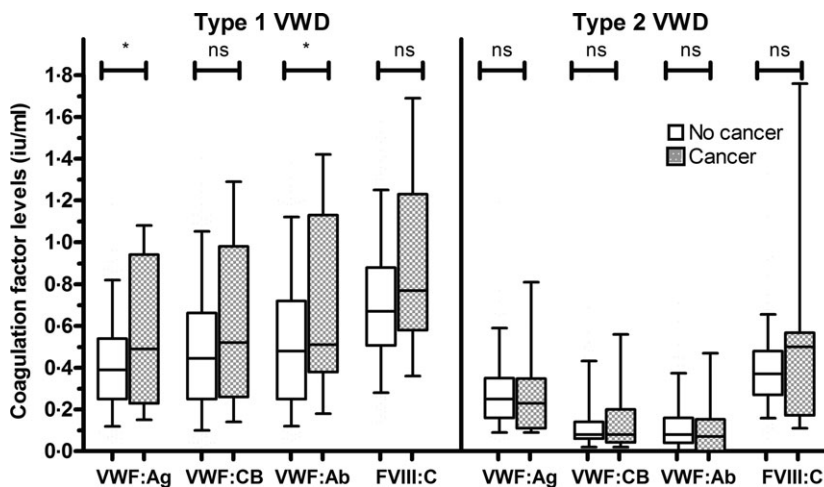 Type 1 VWD Type 2 VWD
* ns * ns ns ns ns ns
Coagulation factor levels (iu/ml)
1·8
1·6
1·4
1·2
1·0
0·8
0·6
0·4
0·2
0·0
No cancer
Cancer
VWF:Ag VWF:CB VWF:Ab FVIII:C VWF:Ag VWF:CB VWF:Ab FVIII:C